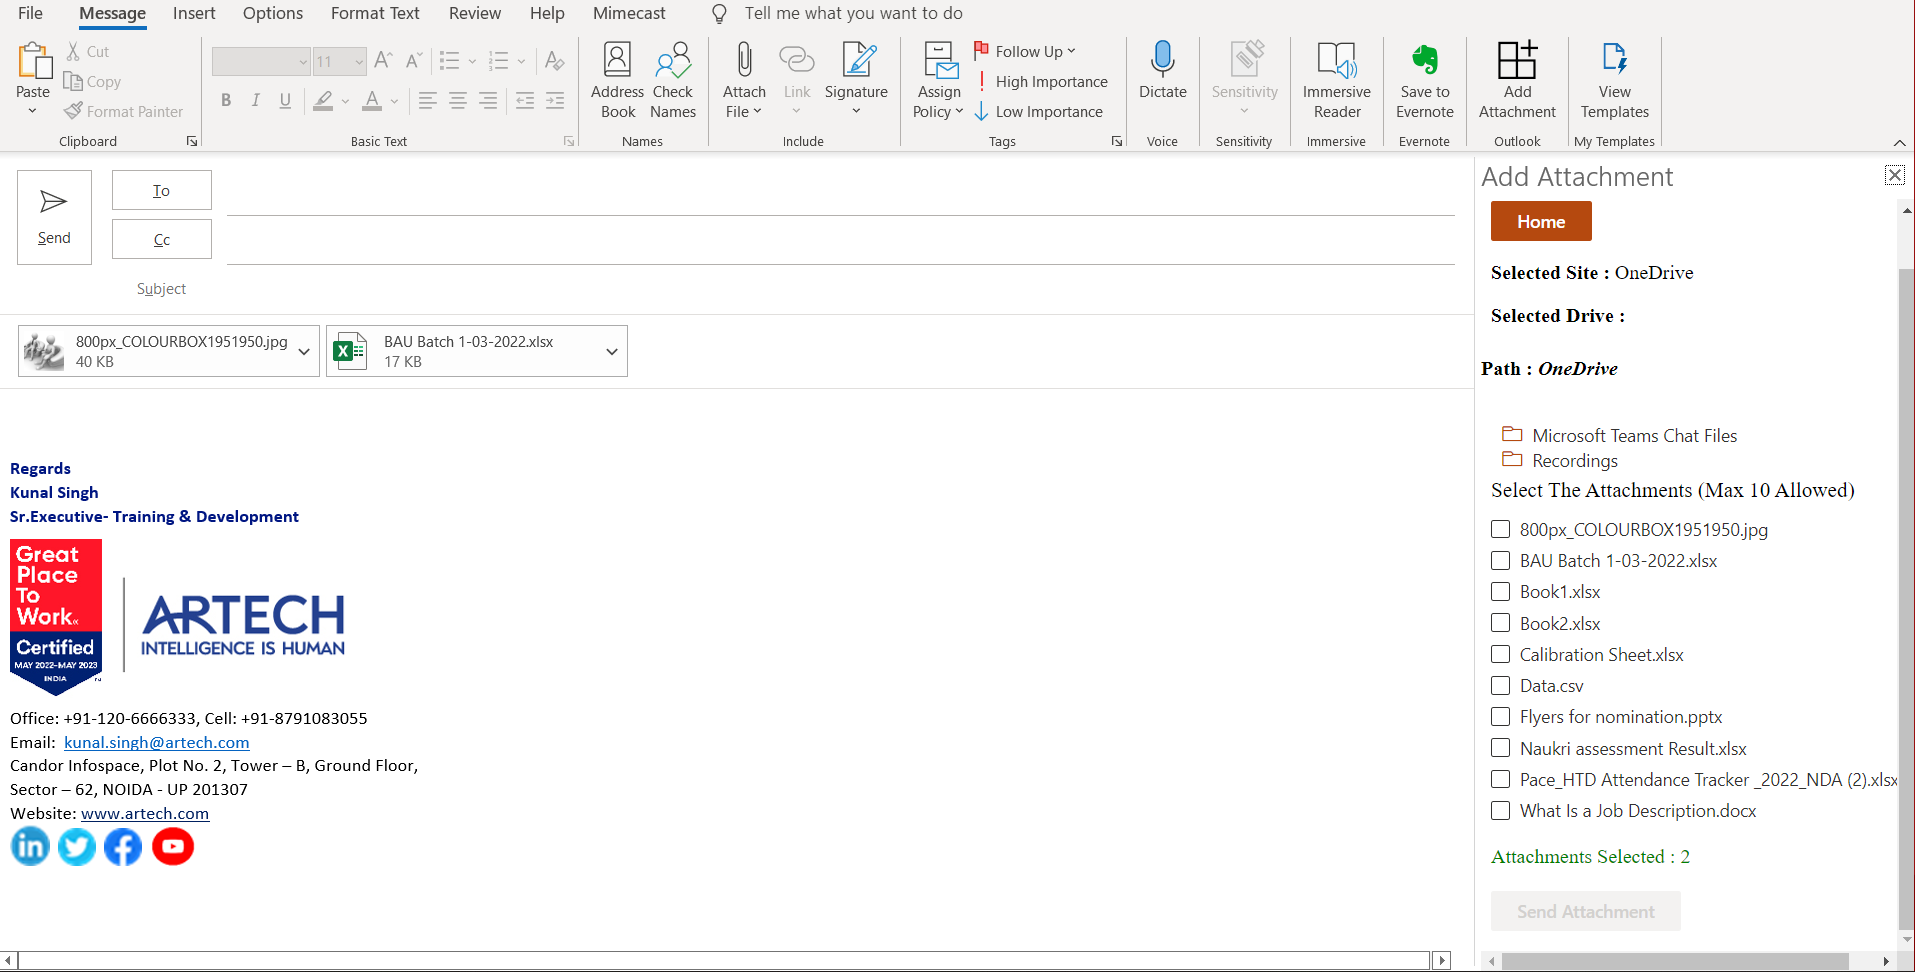 File Message Insert Options Format Text Review Help Mimecast Tell me what you want to do
Paste
Cut
Copy
Format Painter
Clipboard
11
B I U A
Basic Text
Address Book
Check Names
Names
Attach File
Link
Signature
Include
Assign Policy
Follow Up
High Importance
Low Importance
Tags
Dictate
Voice
Sensitivity
Sensitivity
Immersive Reader
Immersive
Save to Evernote
Evernote
Add Attachment
Outlook
View Templates
My Templates
Send
To
Cc
Subject
800px_COLOURBOX1951950.jpg
40 KB
BAU Batch 1-03-2022.xlsx
17 KB
Regards
Kunal Singh
Sr.Executive- Training & Development
Great
Place
To
Work.
Certified
MAY 2022-MAY 2023
INDIA
ARTECH
INTELLIGENCE IS HUMAN
Office: +91-120-6666333, Cell: +91-8791083055
Email: kunal.singh@artech.com
Candor Infospace, Plot No. 2, Tower – B, Ground Floor,
Sector – 62, NOIDA - UP 201307
Website: www.artech.com
in
Add Attachment
Home
Selected Site : OneDrive
Selected Drive :
Path : OneDrive
Microsoft Teams Chat Files
Recordings
Select The Attachments (Max 10 Allowed)
800px_COLOURBOX1951950.jpg
BAU Batch 1-03-2022.xlsx
Book1.xlsx
Book2.xlsx
Calibration Sheet.xlsx
Data.csv
Flyers for nomination.pptx
Naukri assessment Result.xlsx
Pace_HTD Attendance Tracker _2022_NDA (2).xlsx
What Is a Job Description.docx
Attachments Selected : 2
Send Attachment